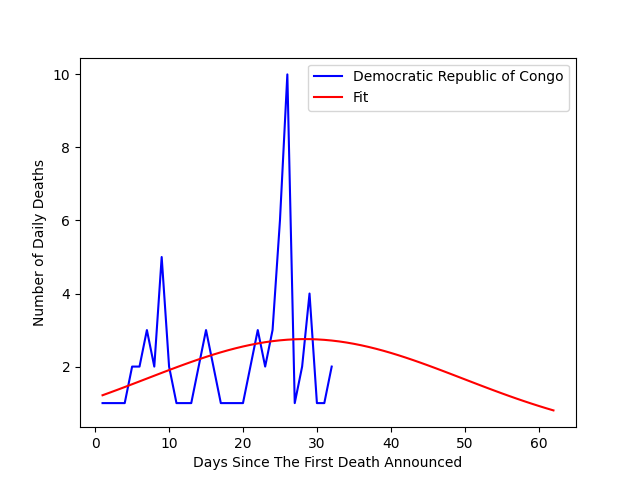 Democratic Republic of Congo
Fit
10
8
6
4
2
Number of Daily Deaths
0 10 20 30 40 50 60
Days Since The First Death Announced